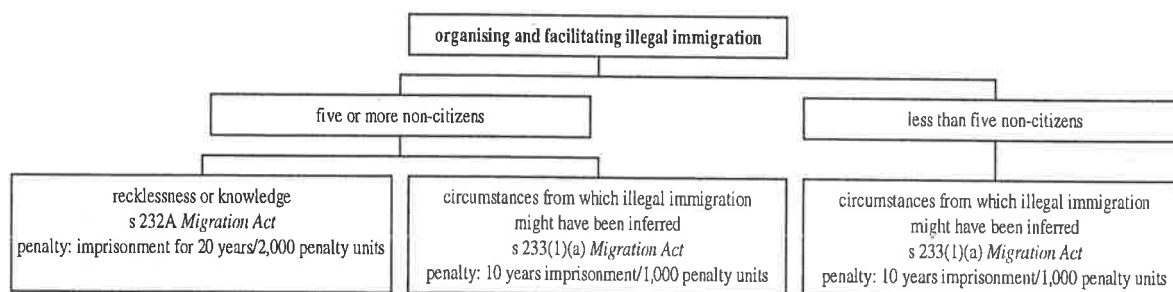 organising and facilitating illegal immigration
five or more non-citizens
less than five non-citizens
recklessness or knowledge
s 232A Migration Act
penalty: imprisonment for 20 years/2,000 penalty units
circumstances from which illegal immigration
might have been inferred
s 233(1)(a) Migration Act
penalty: 10 years imprisonment/1,000 penalty units
circumstances from which illegal immigration
might have been inferred
s 233(1)(a) Migration Act
penalty: 10 years imprisonment/1,000 penalty units